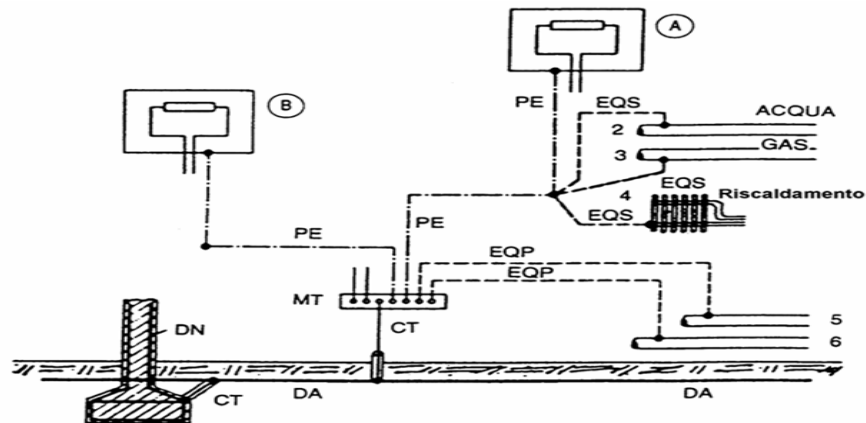 A
PE
EQS
ACQUA
B
2
3
GAS
4
EQS
Riscaldamento
EQS
PE
PE
EQP
EQP
MT
CT
5
6
DN
CT
DA
DA